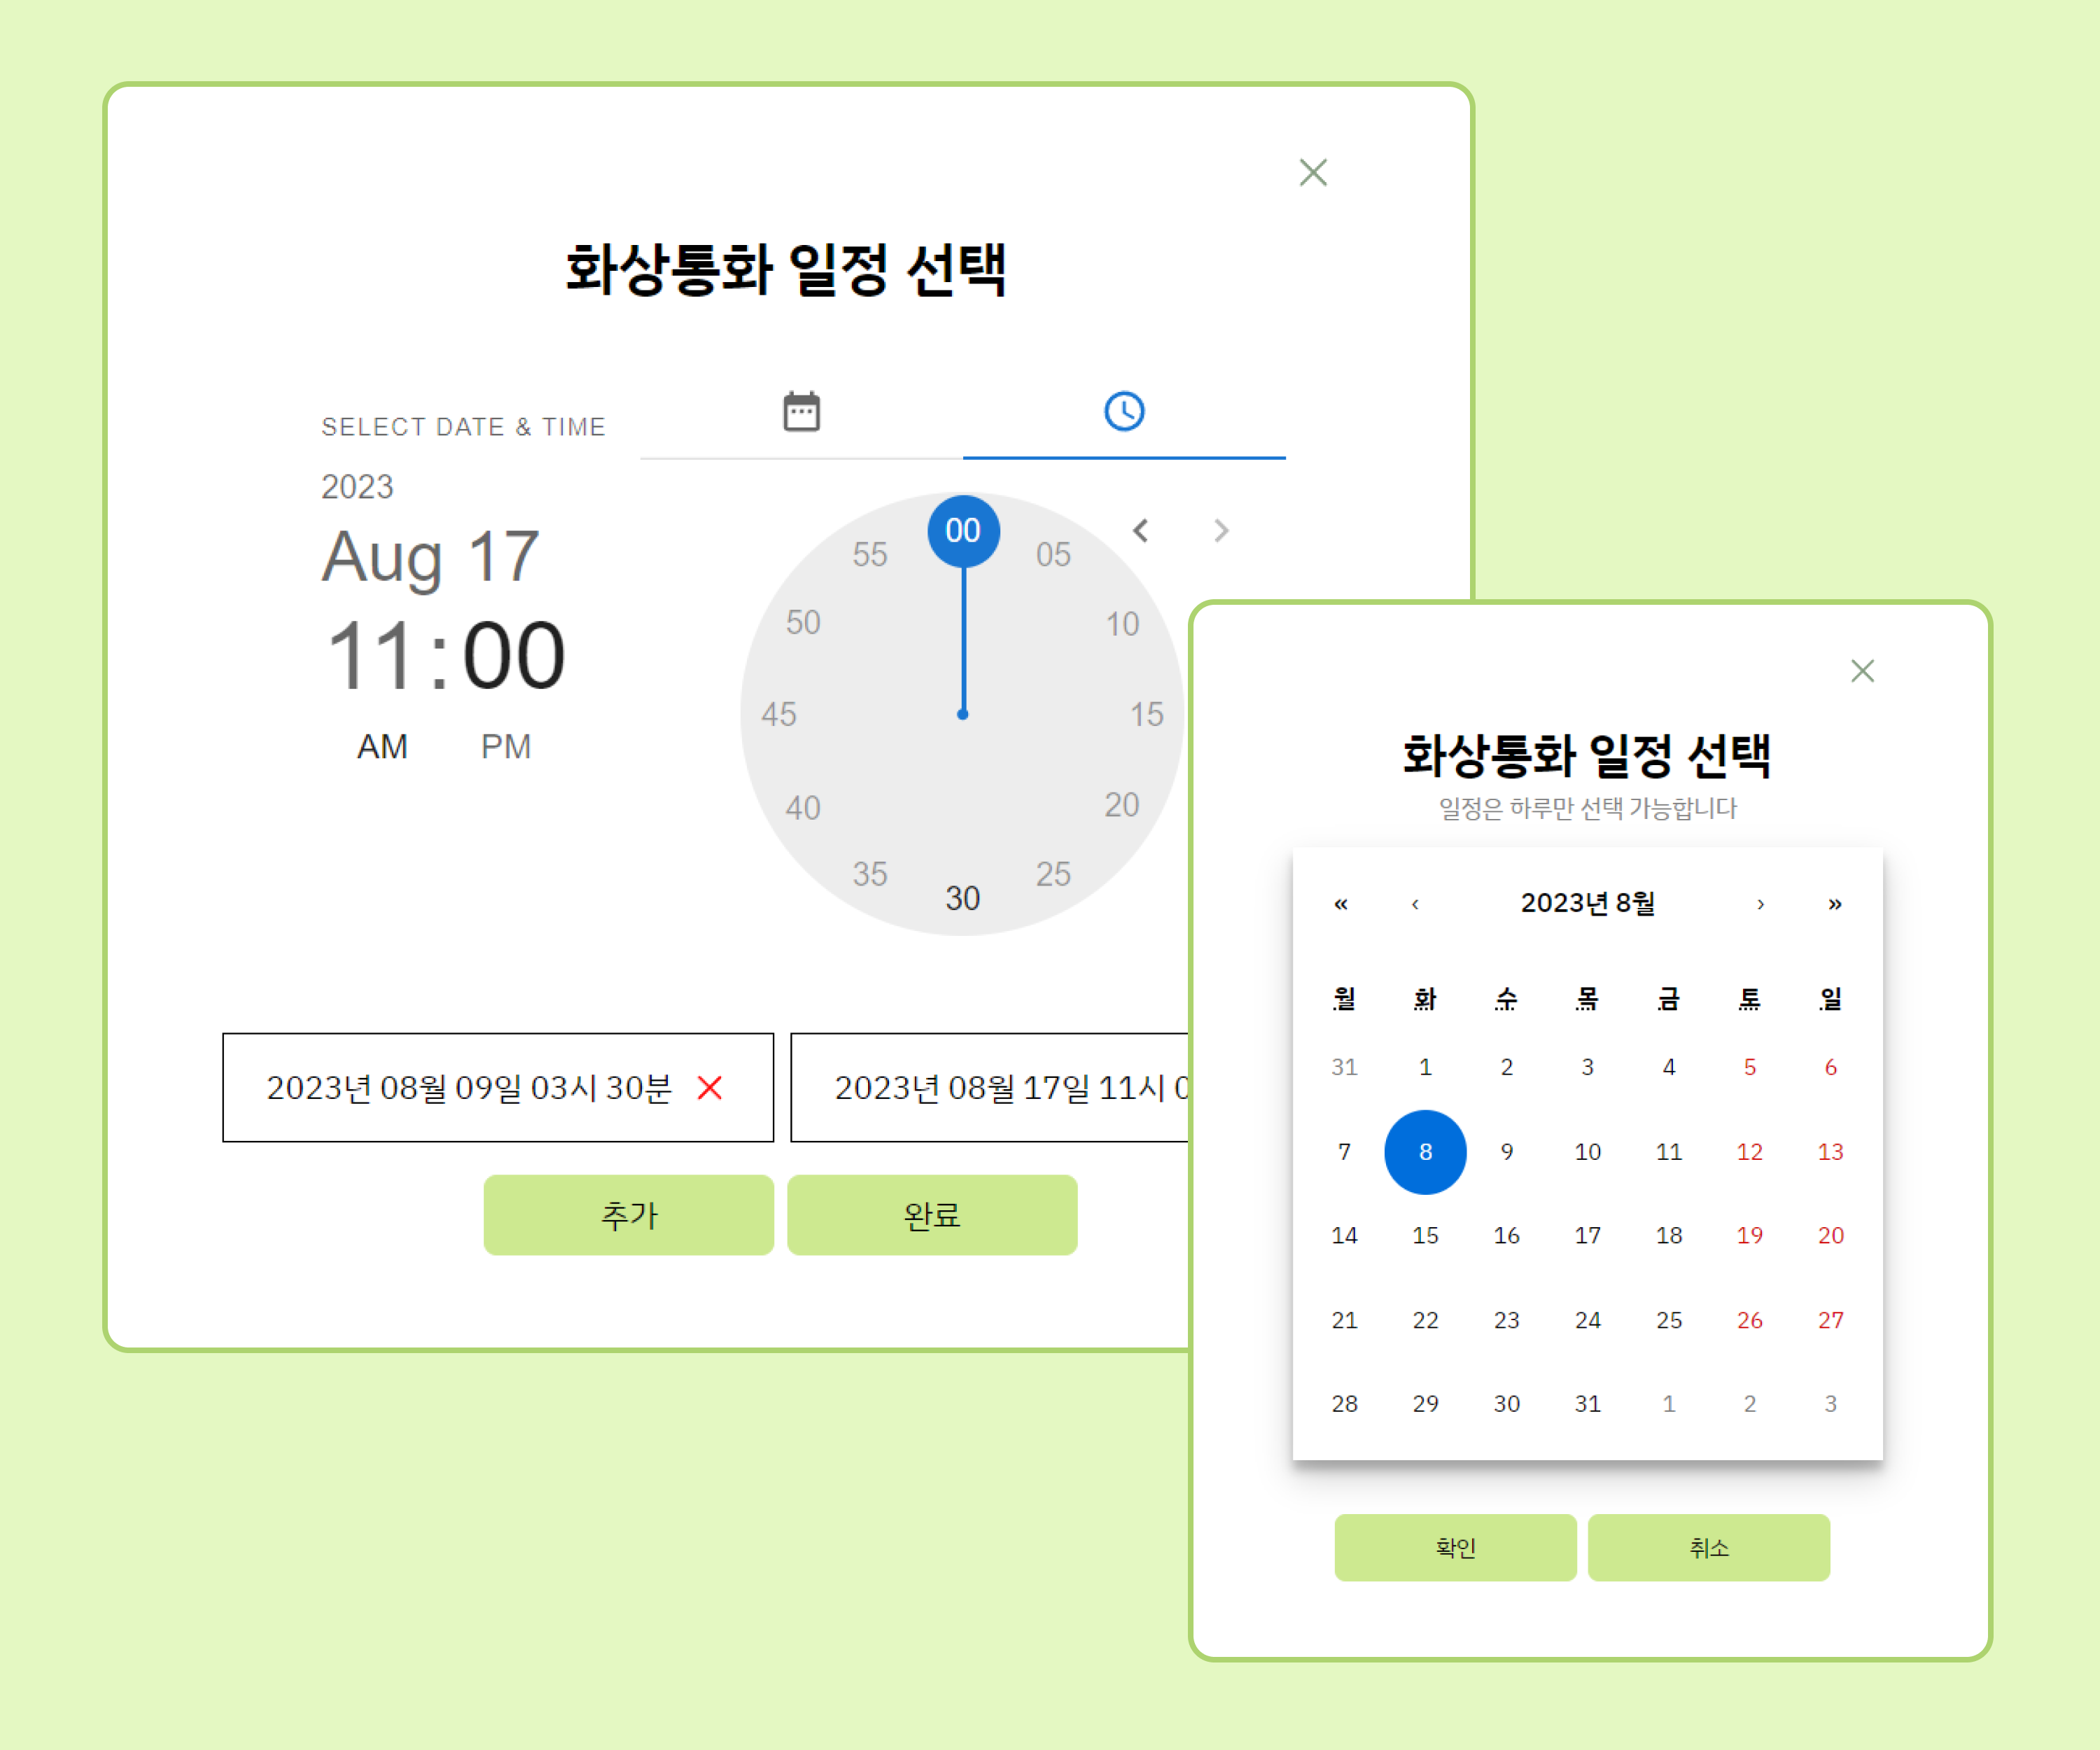 화상통화 일정 선택
SELECT DATE & TIME
2023
Aug 17
11:00
AM PM
00
55 05
50 10
45 15
40 20
35 25
30
2023년 08월 09일 03시 30분
2023년 08월 17일 11시 0
추가 완료
화상통화 일정 선택
일정은 하루만 선택 가능합니다
« ‹ 2023년 8월 › »
월 화 수 목 금 토 일
31 1 2 3 4 5 6
7 8 9 10 11 12 13
14 15 16 17 18 19 20
21 22 23 24 25 26 27
28 29 30 31 1 2 3
확인 취소